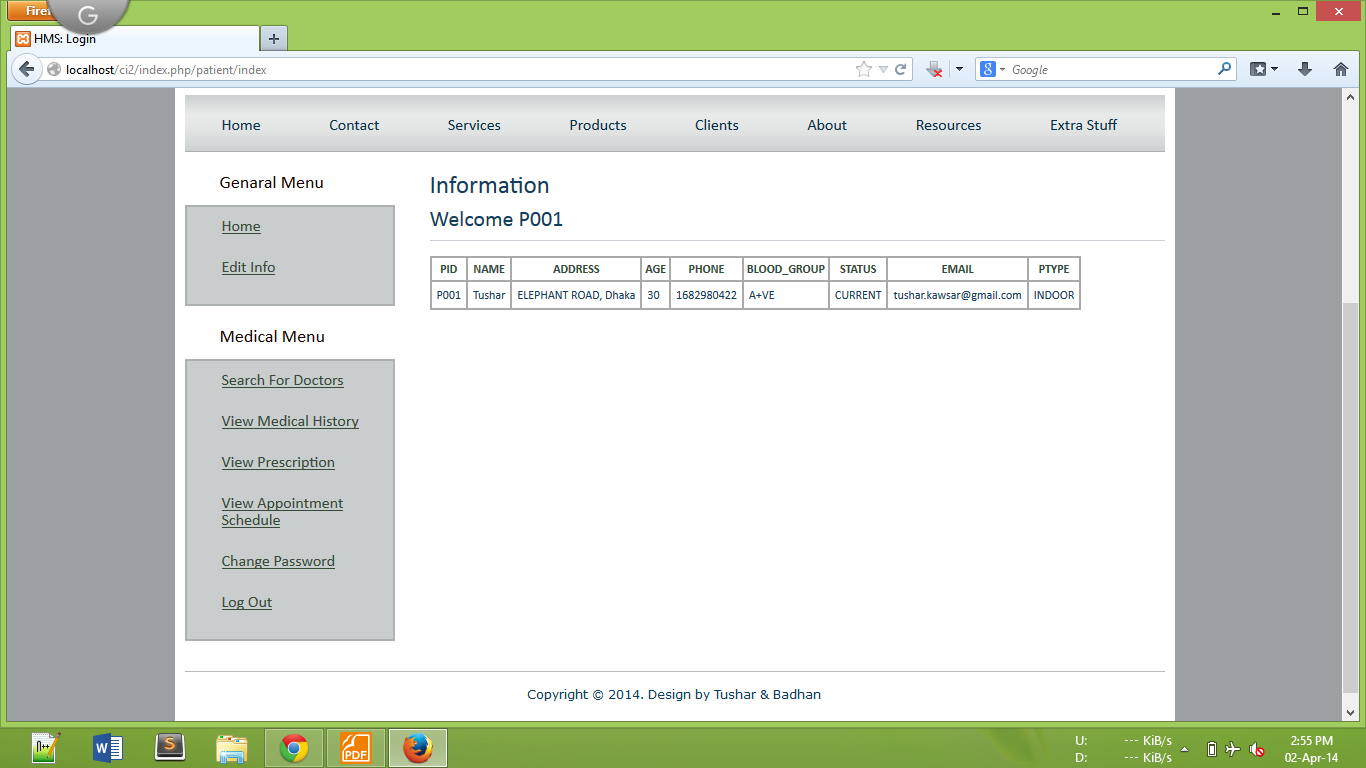 Firef
G
HMS: Login
localhost/ci2/index.php/patient/index
Google
Home Contact Services Products Clients About Resources Extra Stuff
Genaral Menu
Home
Edit Info
Medical Menu
Search For Doctors
View Medical History
View Prescription
View Appointment
Schedule
Change Password
Log Out
Information
Welcome P001
PID NAME ADDRESS AGE PHONE BLOOD_GROUP STATUS EMAIL PTYPE
P001 Tushar ELEPHANT ROAD, Dhaka 30 1682980422 A+VE CURRENT tushar.kawsar@gmail.com INDOOR
Copyright © 2014. Design by Tushar & Badhan
U: --- KiB/s
D: --- KiB/s
2:55 PM
02-Apr-14